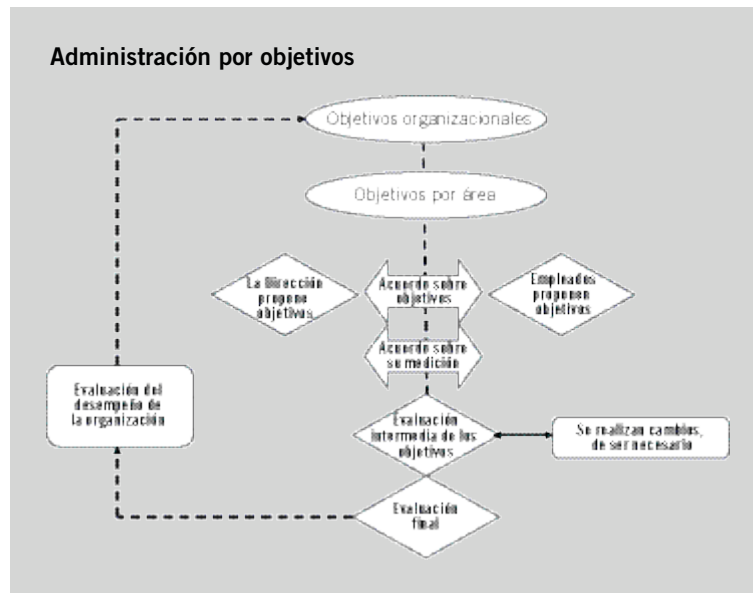 Administración por objetivos
Objetivos organizacionales
Objetivos por área
La Dirección
propone
objetivos
Acuerdo sobre
objetivos
Empleados
proponen
objetivos
Acuerdo sobre
su medición
Evaluación del
desempeño de
la organización
Evaluación
intermedia de los
objetivos
Se realizan cambios,
de ser necesario
Evaluación
final